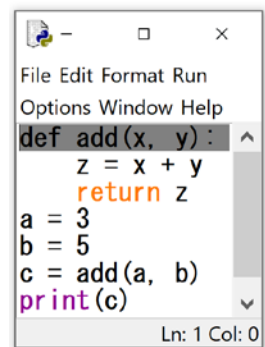 File Edit Format Run
Options Window Help
def add(x, y):
    z = x + y
    return z
a = 3
b = 5
c = add(a, b)
print(c)
Ln: 1 Col: 0